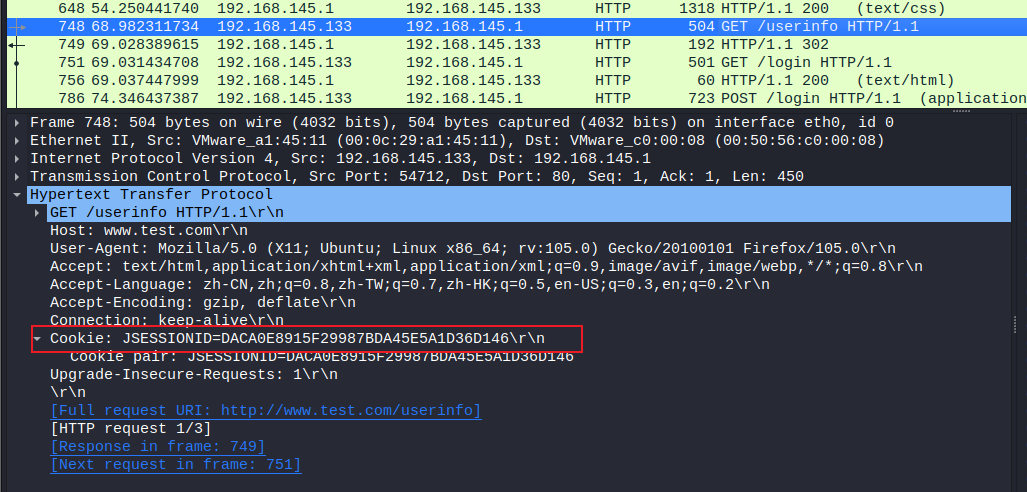 648 54.250441740 192.168.145.1 192.168.145.133 HTTP 1318 HTTP/1.1 200 (text/css)
748 68.982311734 192.168.145.133 192.168.145.1 HTTP 504 GET /userinfo HTTP/1.1
749 69.028389615 192.168.145.1 192.168.145.133 HTTP 192 HTTP/1.1 302
751 69.031434708 192.168.145.133 192.168.145.1 HTTP 501 GET /login HTTP/1.1
756 69.037447999 192.168.145.1 192.168.145.133 HTTP 60 HTTP/1.1 200 (text/html)
786 74.346437387 192.168.145.133 192.168.145.1 HTTP 723 POST /login HTTP/1.1 (application
Frame 748: 504 bytes on wire (4032 bits), 504 bytes captured (4032 bits) on interface eth0, id 0
Ethernet II, Src: VMware_a1:45:11 (00:0c:29:a1:45:11), Dst: VMware_c0:00:08 (00:50:56:c0:00:08)
Internet Protocol Version 4, Src: 192.168.145.133, Dst: 192.168.145.1
Transmission Control Protocol, Src Port: 54712, Dst Port: 80, Seq: 1, Ack: 1, Len: 450
Hypertext Transfer Protocol
GET /userinfo HTTP/1.1\r\n
Host: www.test.com\r\n
User-Agent: Mozilla/5.0 (X11; Ubuntu; Linux x86_64; rv:105.0) Gecko/20100101 Firefox/105.0\r\n
Accept: text/html,application/xhtml+xml,application/xml;q=0.9,image/avif,image/webp,*/*;q=0.8\r\n
Accept-Language: zh-CN,zh;q=0.8,zh-TW;q=0.7,zh-HK;q=0.5,en-US;q=0.3,en;q=0.2\r\n
Accept-Encoding: gzip, deflate\r\n
Connection: keep-alive\r\n
Cookie: JSESSIONID=DACA0E8915F29987BDA45E5A1D36D146\r\n
Cookie pair: JSESSIONID=DACA0E8915F29987BDA45E5A1D36D146
Upgrade-Insecure-Requests: 1\r\n
\r\n
[Full request URI: http://www.test.com/userinfo]
[HTTP request 1/3]
[Response in frame: 749]
[Next request in frame: 751]